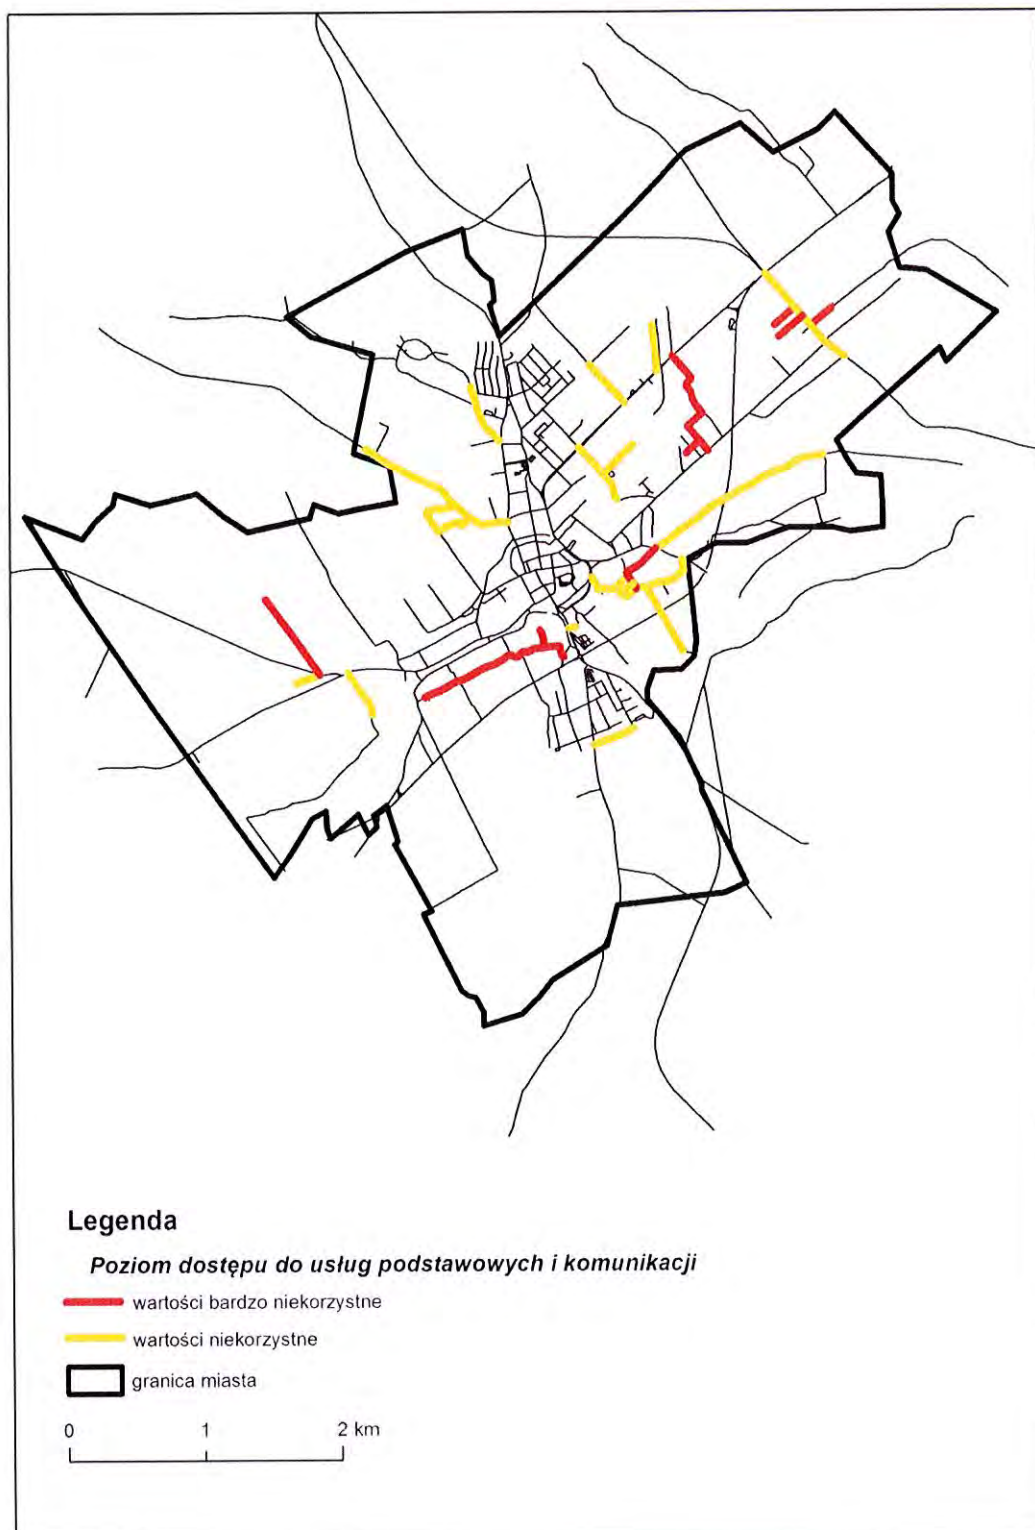 Legenda
Poziom dostępu do usług podstawowych i komunikacji
wartości bardzo niekorzystne
wartości niekorzystne
granica miasta
0 1 2 km